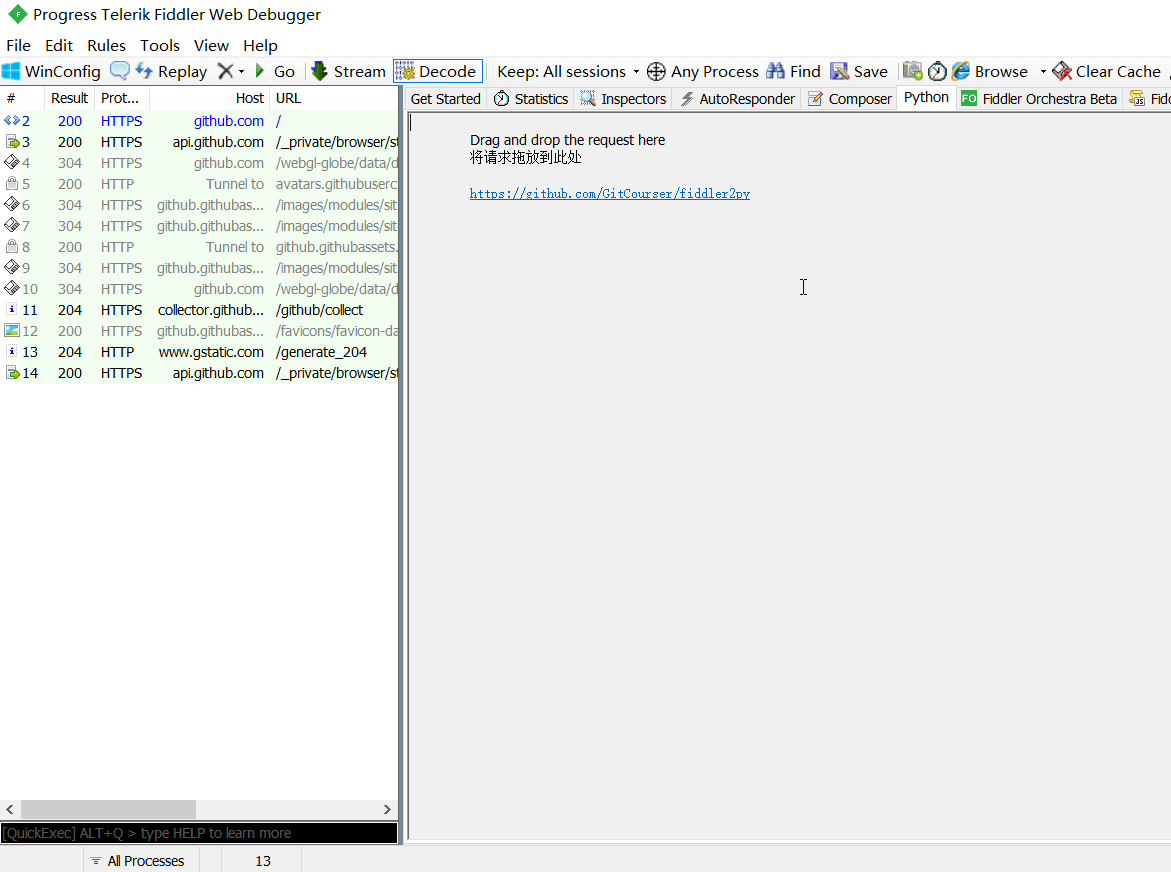 Progress Telerik Fiddler Web Debugger
File Edit Rules Tools View Help
WinConfig Replay Go Stream Decode Keep: All sessions Any Process Find Save Browse Clear Cache
# Result Prot... Host URL
Get Started Statistics Inspectors AutoResponder Composer Python FO Fiddler Orchestra Beta Fid
2 200 HTTPS github.com /
3 200 HTTPS api.github.com /_private/browser/st
4 304 HTTPS github.com /webgl-globe/data/d
5 200 HTTP Tunnel to avatars.githubuserc
6 304 HTTPS github.githubas... /images/modules/sit
7 304 HTTPS github.githubas... /images/modules/sit
8 200 HTTP Tunnel to github.githubassets.
9 304 HTTPS github.githubas... /images/modules/sit
10 304 HTTPS github.com /webgl-globe/data/d
11 204 HTTPS collector.github... /github/collect
12 200 HTTPS github.githubas... /favicons/favicon-da
13 204 HTTP www.gstatic.com /generate_204
14 200 HTTPS api.github.com /_private/browser/st
Drag and drop the request here
将请求拖放到此处
https://github.com/GitCourser/fiddler2py
[QuickExec] ALT+Q > type HELP to learn more
All Processes 13